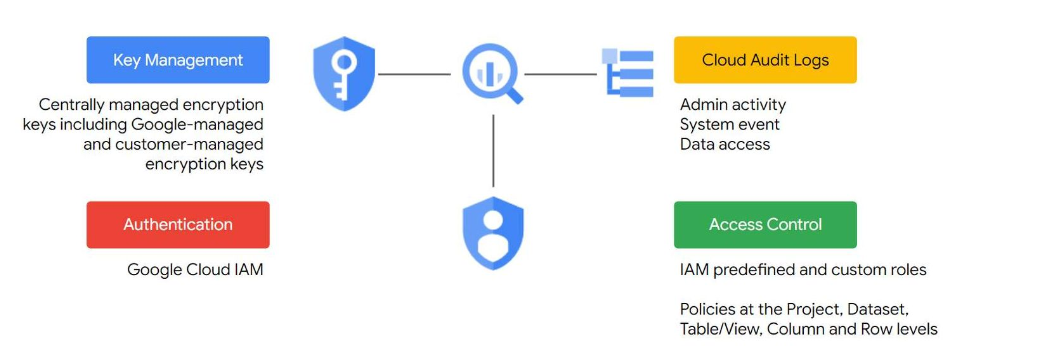 Key Management
Centrally managed encryption
keys including Google-managed
and customer-managed
encryption keys
Cloud Audit Logs
Admin activity
System event
Data access
Authentication
Google Cloud IAM
Access Control
IAM predefined and custom roles
Policies at the Project, Dataset,
Table/View, Column and Row levels